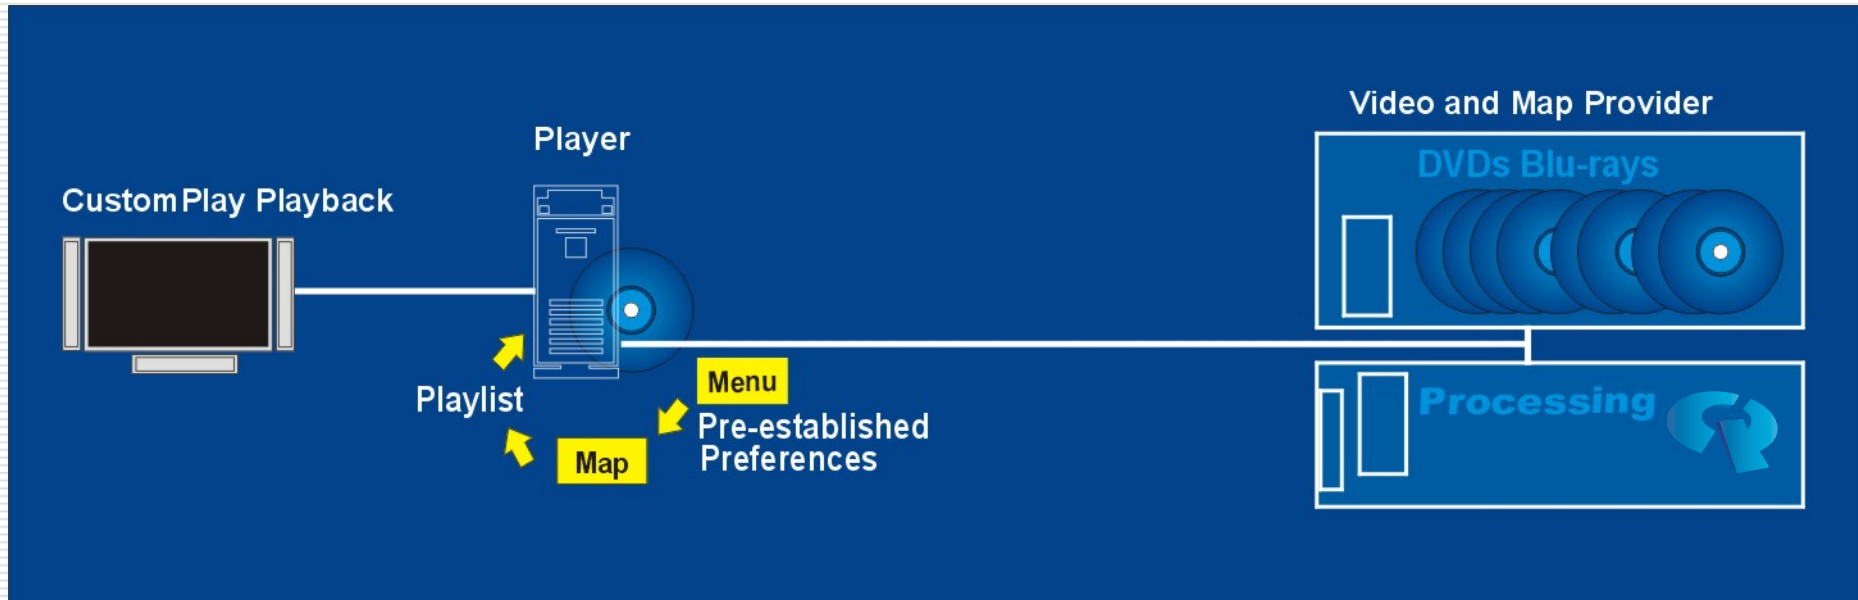 Video and Map Provider
DVDs Blu-rays
Player
CustomPlay Playback
Menu
Playlist
Pre-established
Preferences
Map
Processing